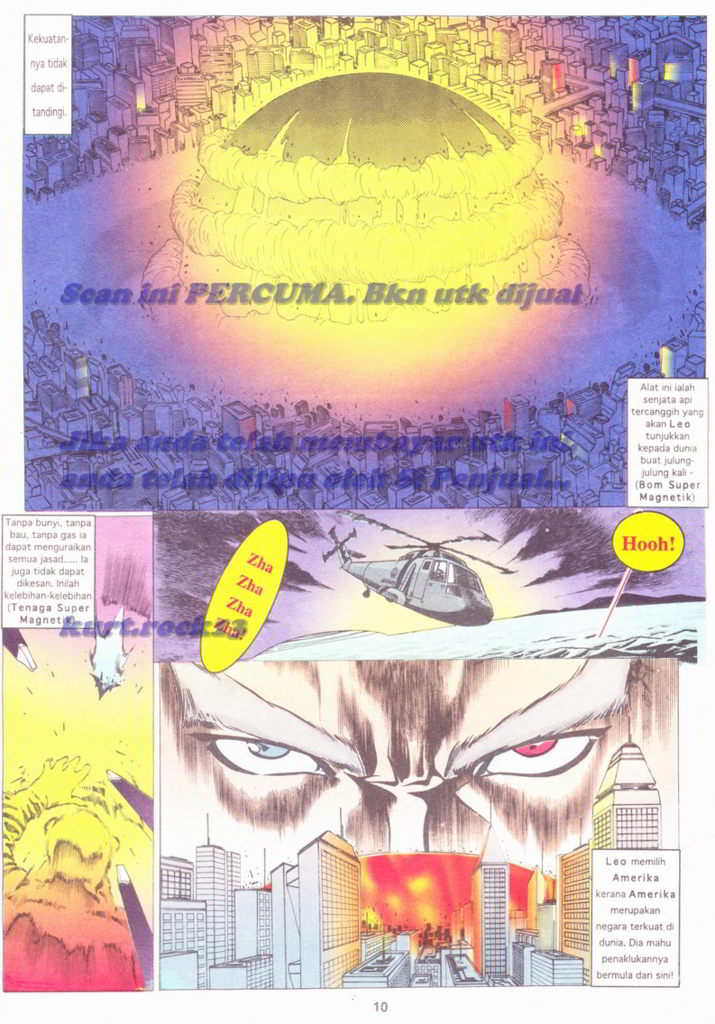 Kekuatan-
nya tidak
dapat di-
tandingi.
Scan ini PERCUMA. Bkn utk dijual
Alat ini ialah
senjata api
tercanggih yang
akan Leo
tunjukkan
kepada dunia
buat julung-
julung kali -
(Bom Super
Magnetik)
Jika anda telah membayar utk ini,
anda telah ditipu oleh Penjual...
Tanpa bunyi, tanpa
bau, tanpa gas ia
dapat menguraikan
semua jasad..... Ia
juga tidak dapat
dikesan. Inilah
kelebihan-kelebihan
(Tenaga Super
Magnetik)
kurt.rock33
Zha
Zha
Zha
Zha!
Hooh!
Leo memilih
Amerika
kerana Amerika
merupakan
negara terkuat di
dunia. Dia mahu
penaklukannya
bermula dari sini!
10